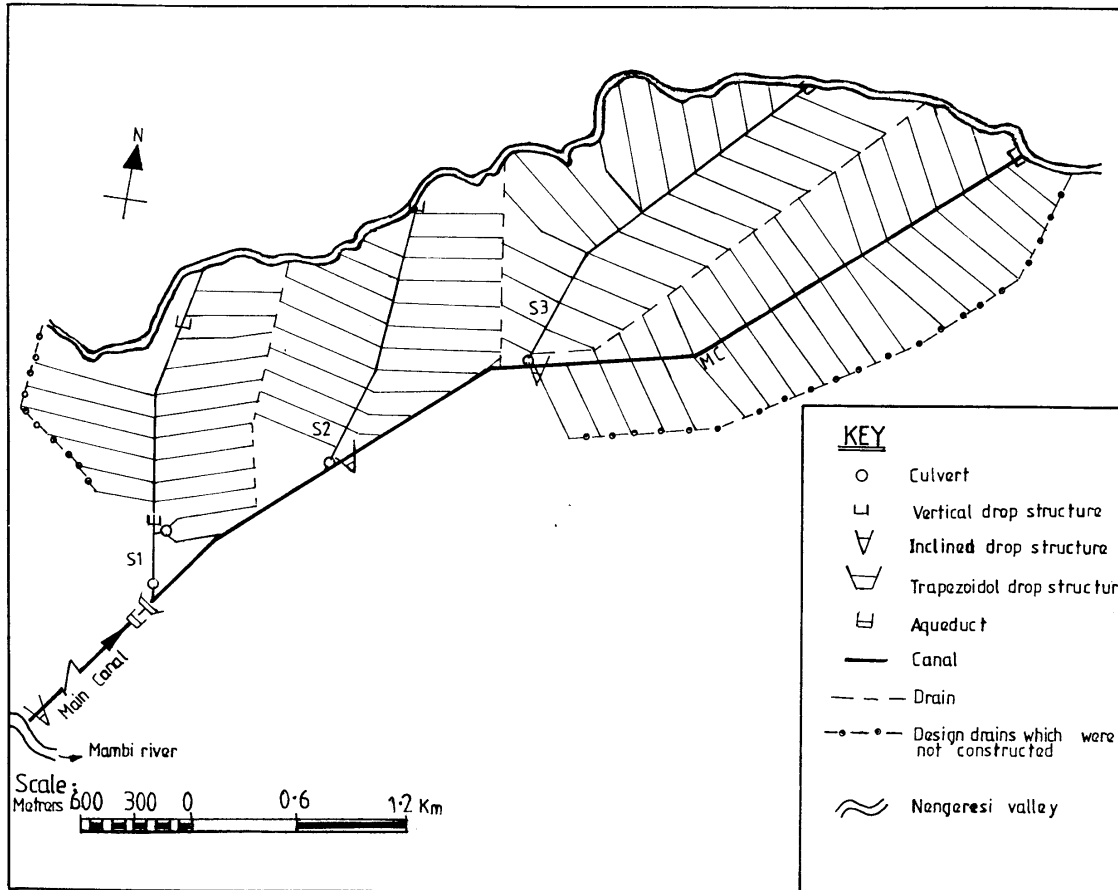 N
S3
MC
S2
S1
Main Canal
Mambi river
Scale:
Metrers 600 300 0 0·6 1·2 Km
KEY
Culvert
Vertical drop structure
Inclined drop structure
Trapezoidol drop structur
Aqueduct
Canal
Drain
Design drains which were
not constructed
Nengeresi valley